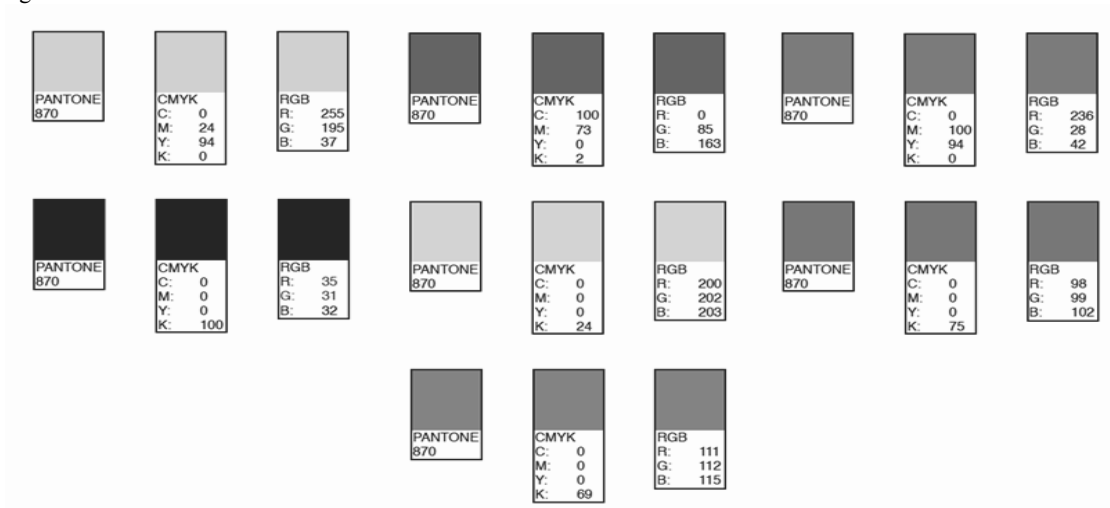 PANTONE
870
CMYK
C: 0
M: 24
Y: 94
K: 0
RGB
R: 255
G: 195
B: 37
PANTONE
870
CMYK
C: 100
M: 73
Y: 0
K: 2
RGB
R: 0
G: 85
B: 163
PANTONE
870
CMYK
C: 0
M: 100
Y: 94
K: 0
RGB
R: 236
G: 28
B: 42
PANTONE
870
CMYK
C: 0
M: 0
Y: 0
K: 100
RGB
R: 35
G: 31
B: 32
PANTONE
870
CMYK
C: 0
M: 0
Y: 0
K: 24
RGB
R: 200
G: 202
B: 203
PANTONE
870
CMYK
C: 0
M: 0
Y: 0
K: 75
RGB
R: 98
G: 99
B: 102
PANTONE
870
CMYK
C: 0
M: 0
Y: 0
K: 69
RGB
R: 111
G: 112
B: 115